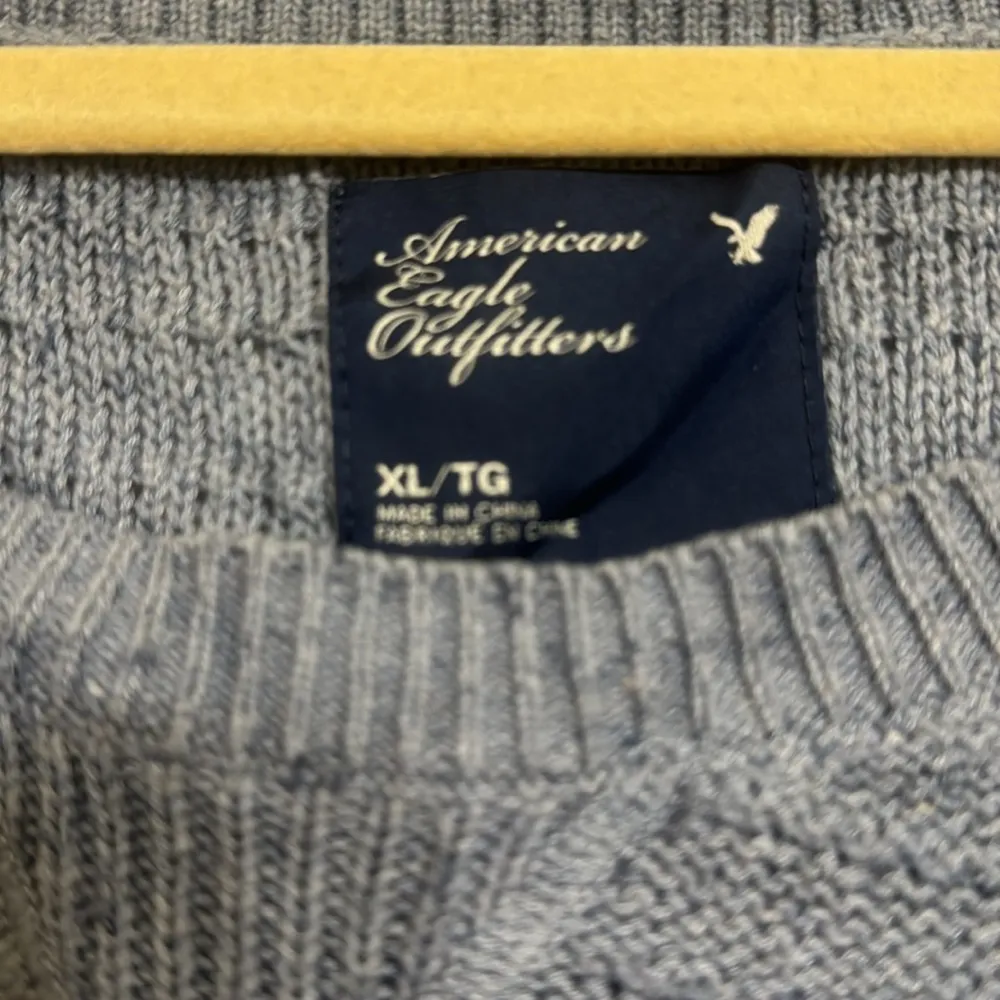 American
Eagle
Outfitters
XL/TG
MADE IN CHINA
FABRIQUÉ EN CHINE